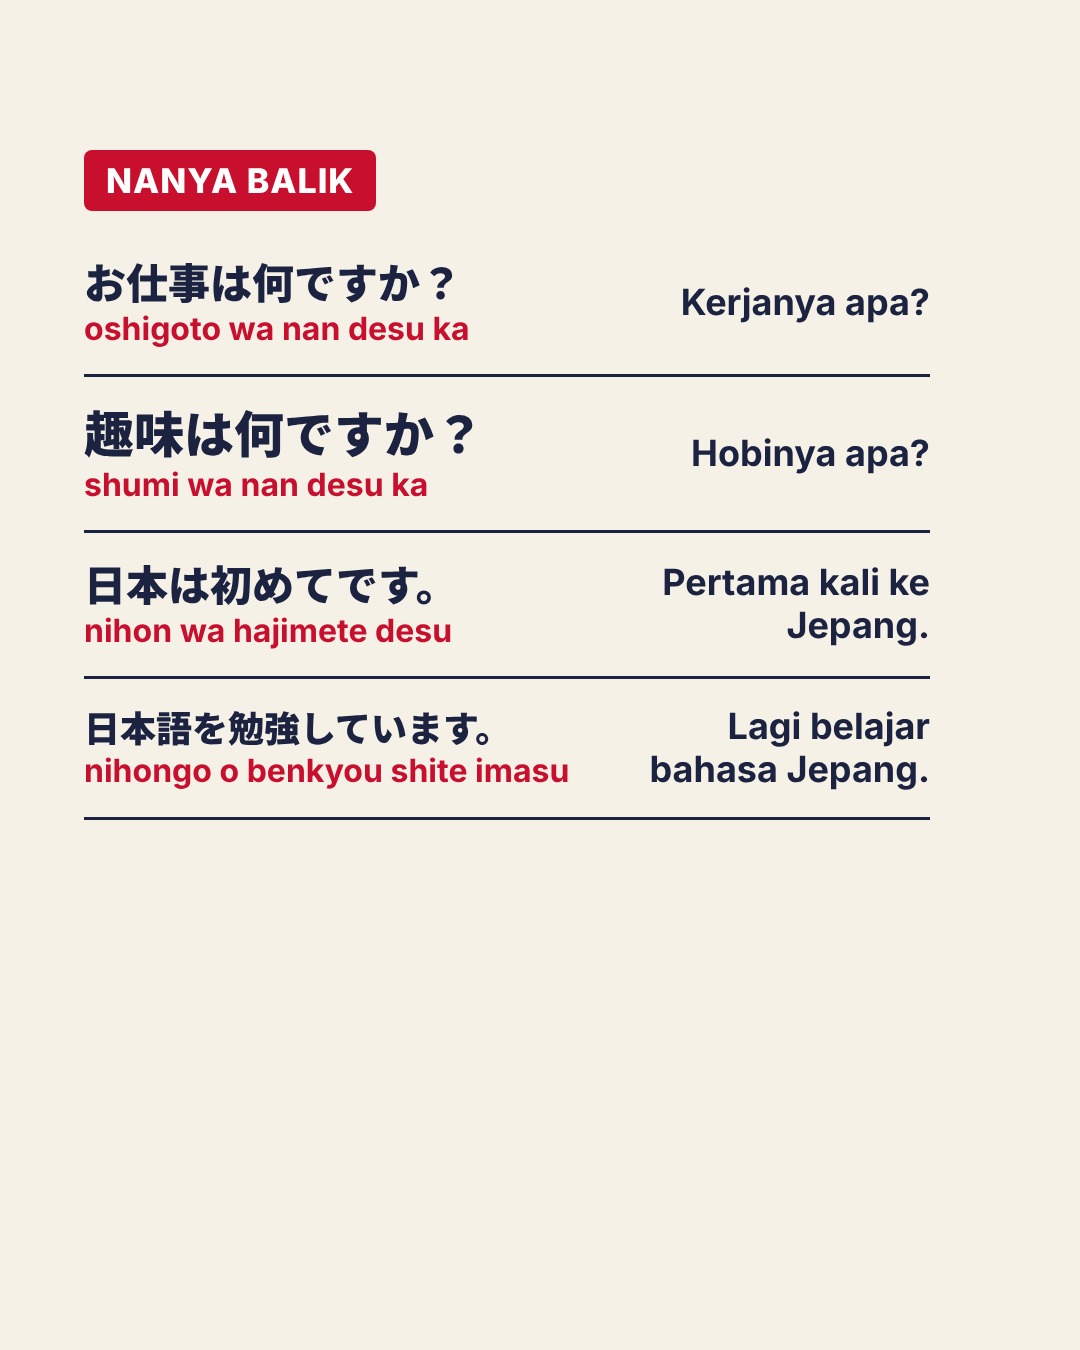 NANYA BALIK
お仕事は何ですか？
oshigoto wa nan desu ka
Kerjanya apa?
趣味は何ですか？
shumi wa nan desu ka
Hobinya apa?
日本は初めてです。
nihon wa hajimete desu
Pertama kali ke
Jepang.
日本語を勉強しています。
nihongo o benkyou shite imasu
Lagi belajar
bahasa Jepang.